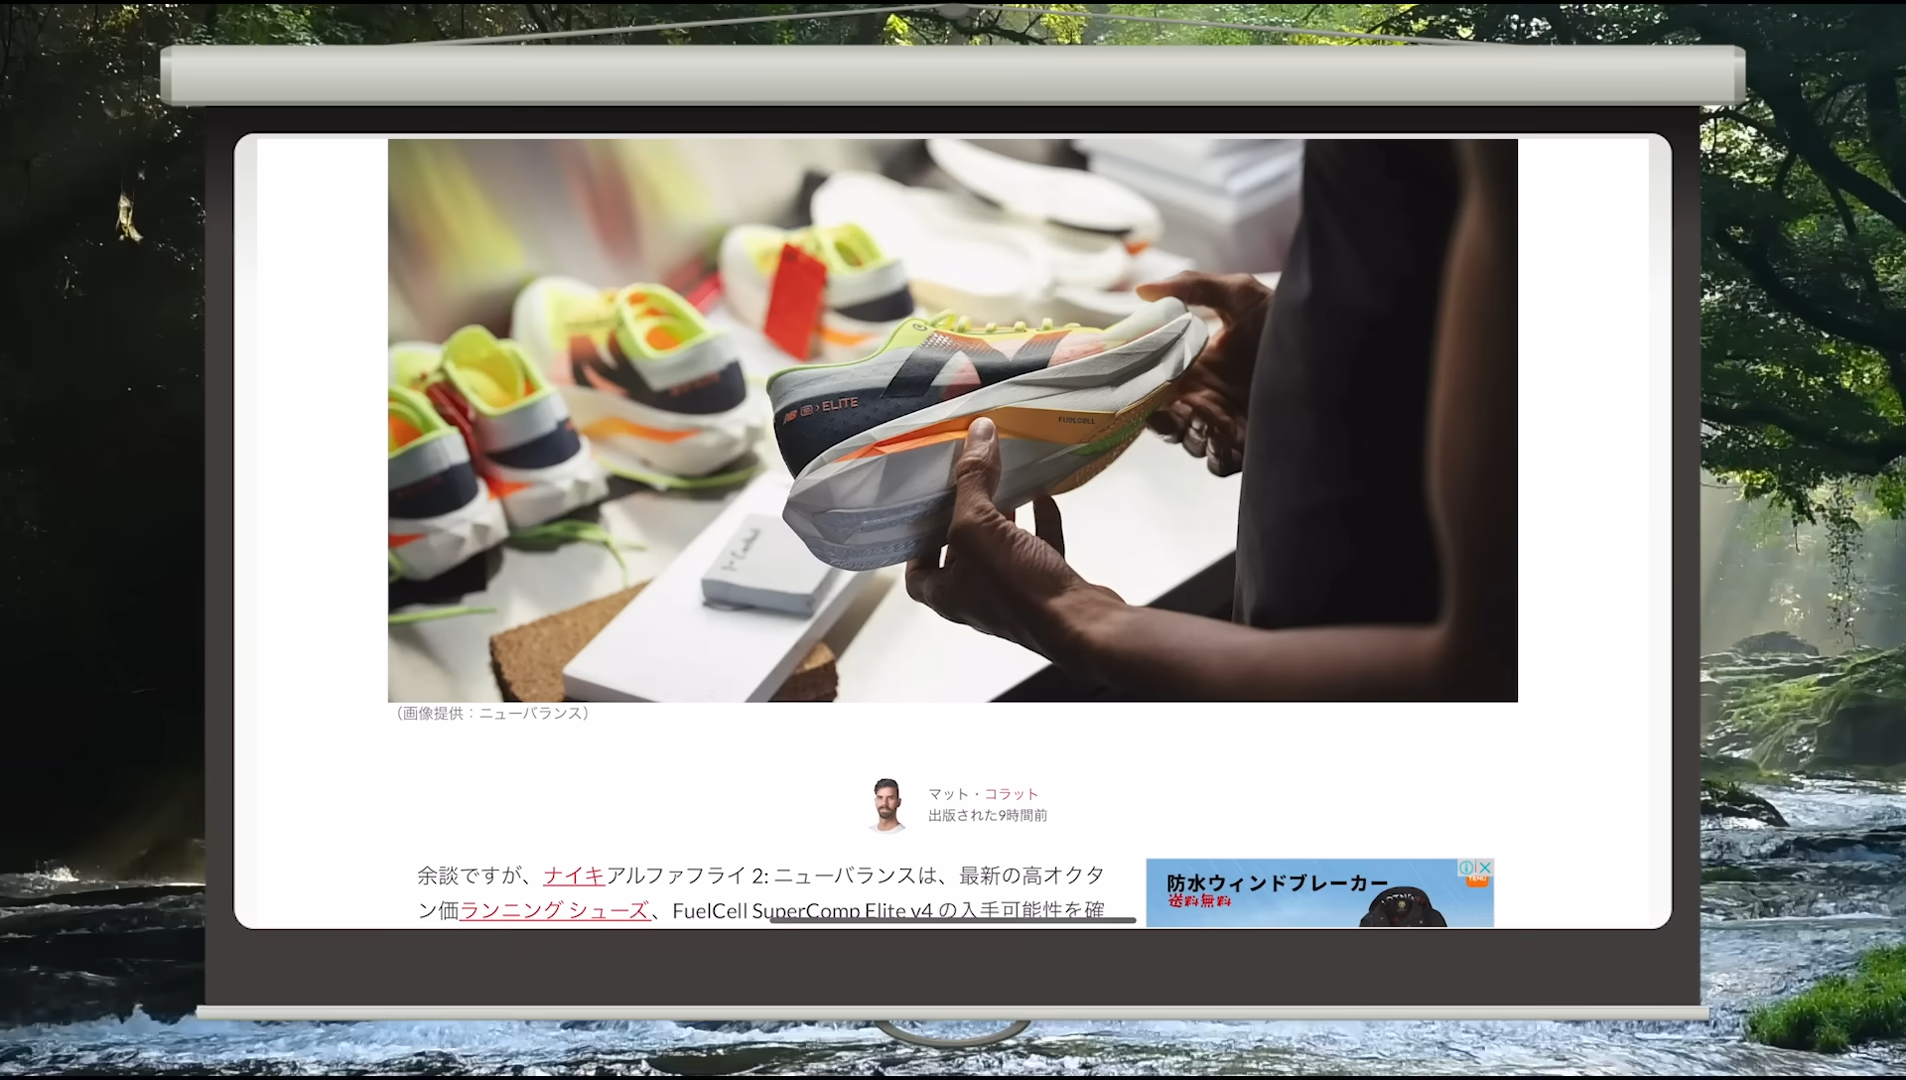 ELITE
FUELCELL
（画像提供：ニューバランス）
マット・コラット
出版された9時間前
余談ですが、ナイキアルファフライ 2: ニューバランスは、最新の高オクタ
ン価ランニング シューズ、FuelCell SuperComp Elite v4 の入手可能性を確
防水ウィンドブレーカー
送料無料
TEMU